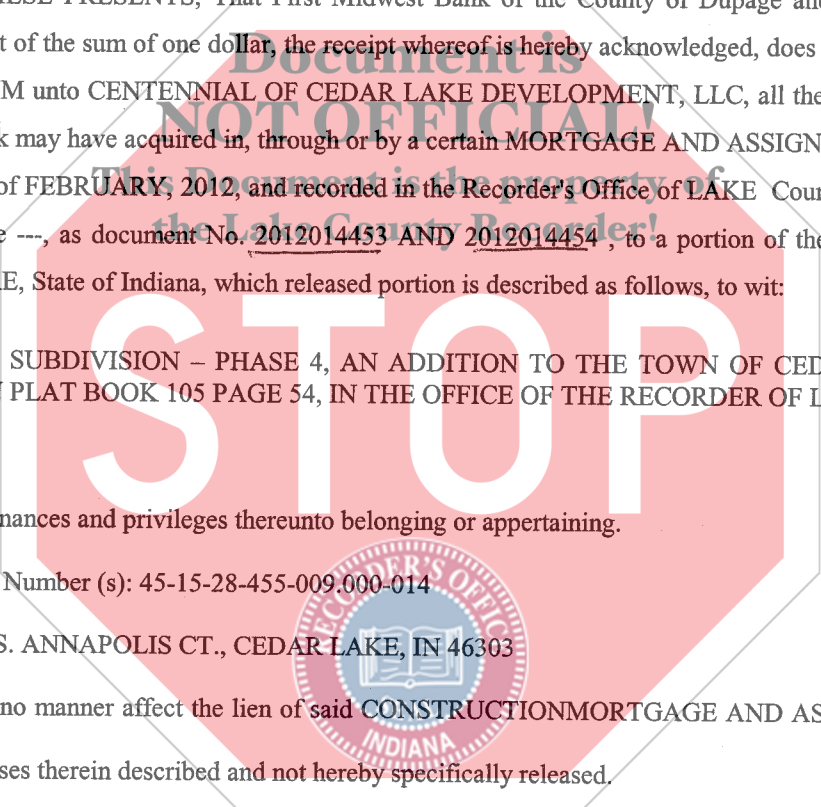 ESE PRESENTS, That First Midwest Bank of the County of Dupage an
t of the sum of one dollar, the receipt whereof is hereby acknowledged, does
Document is
M unto CENTENNIAL OF CEDAR LAKE DEVELOPMENT, LLC, all the
NOT OFFICIAL!
k may have acquired in, through or by a certain MORTGAGE AND ASSIGN
This Document is the property of
of FEBRUARY, 2012, and recorded in the Recorder's Office of LAKE Coun
the Lake County Recorder!
e ---, as document No. 2012014453 AND 2012014454 , to a portion of the
E, State of Indiana, which released portion is described as follows, to wit:
STOP
SUBDIVISION – PHASE 4, AN ADDITION TO THE TOWN OF CED
PLAT BOOK 105 PAGE 54, IN THE OFFICE OF THE RECORDER OF L
nances and privileges thereunto belonging or appertaining.
RECORDER'S OFFIC
Number (s): 45-15-28-455-009.000-014
S. ANNAPOLIS CT., CEDAR LAKE, IN 46303
no manner affect the lien of said CONSTRUCTIONMORTGAGE AND AS
INDIANA
ses therein described and not hereby specifically released.